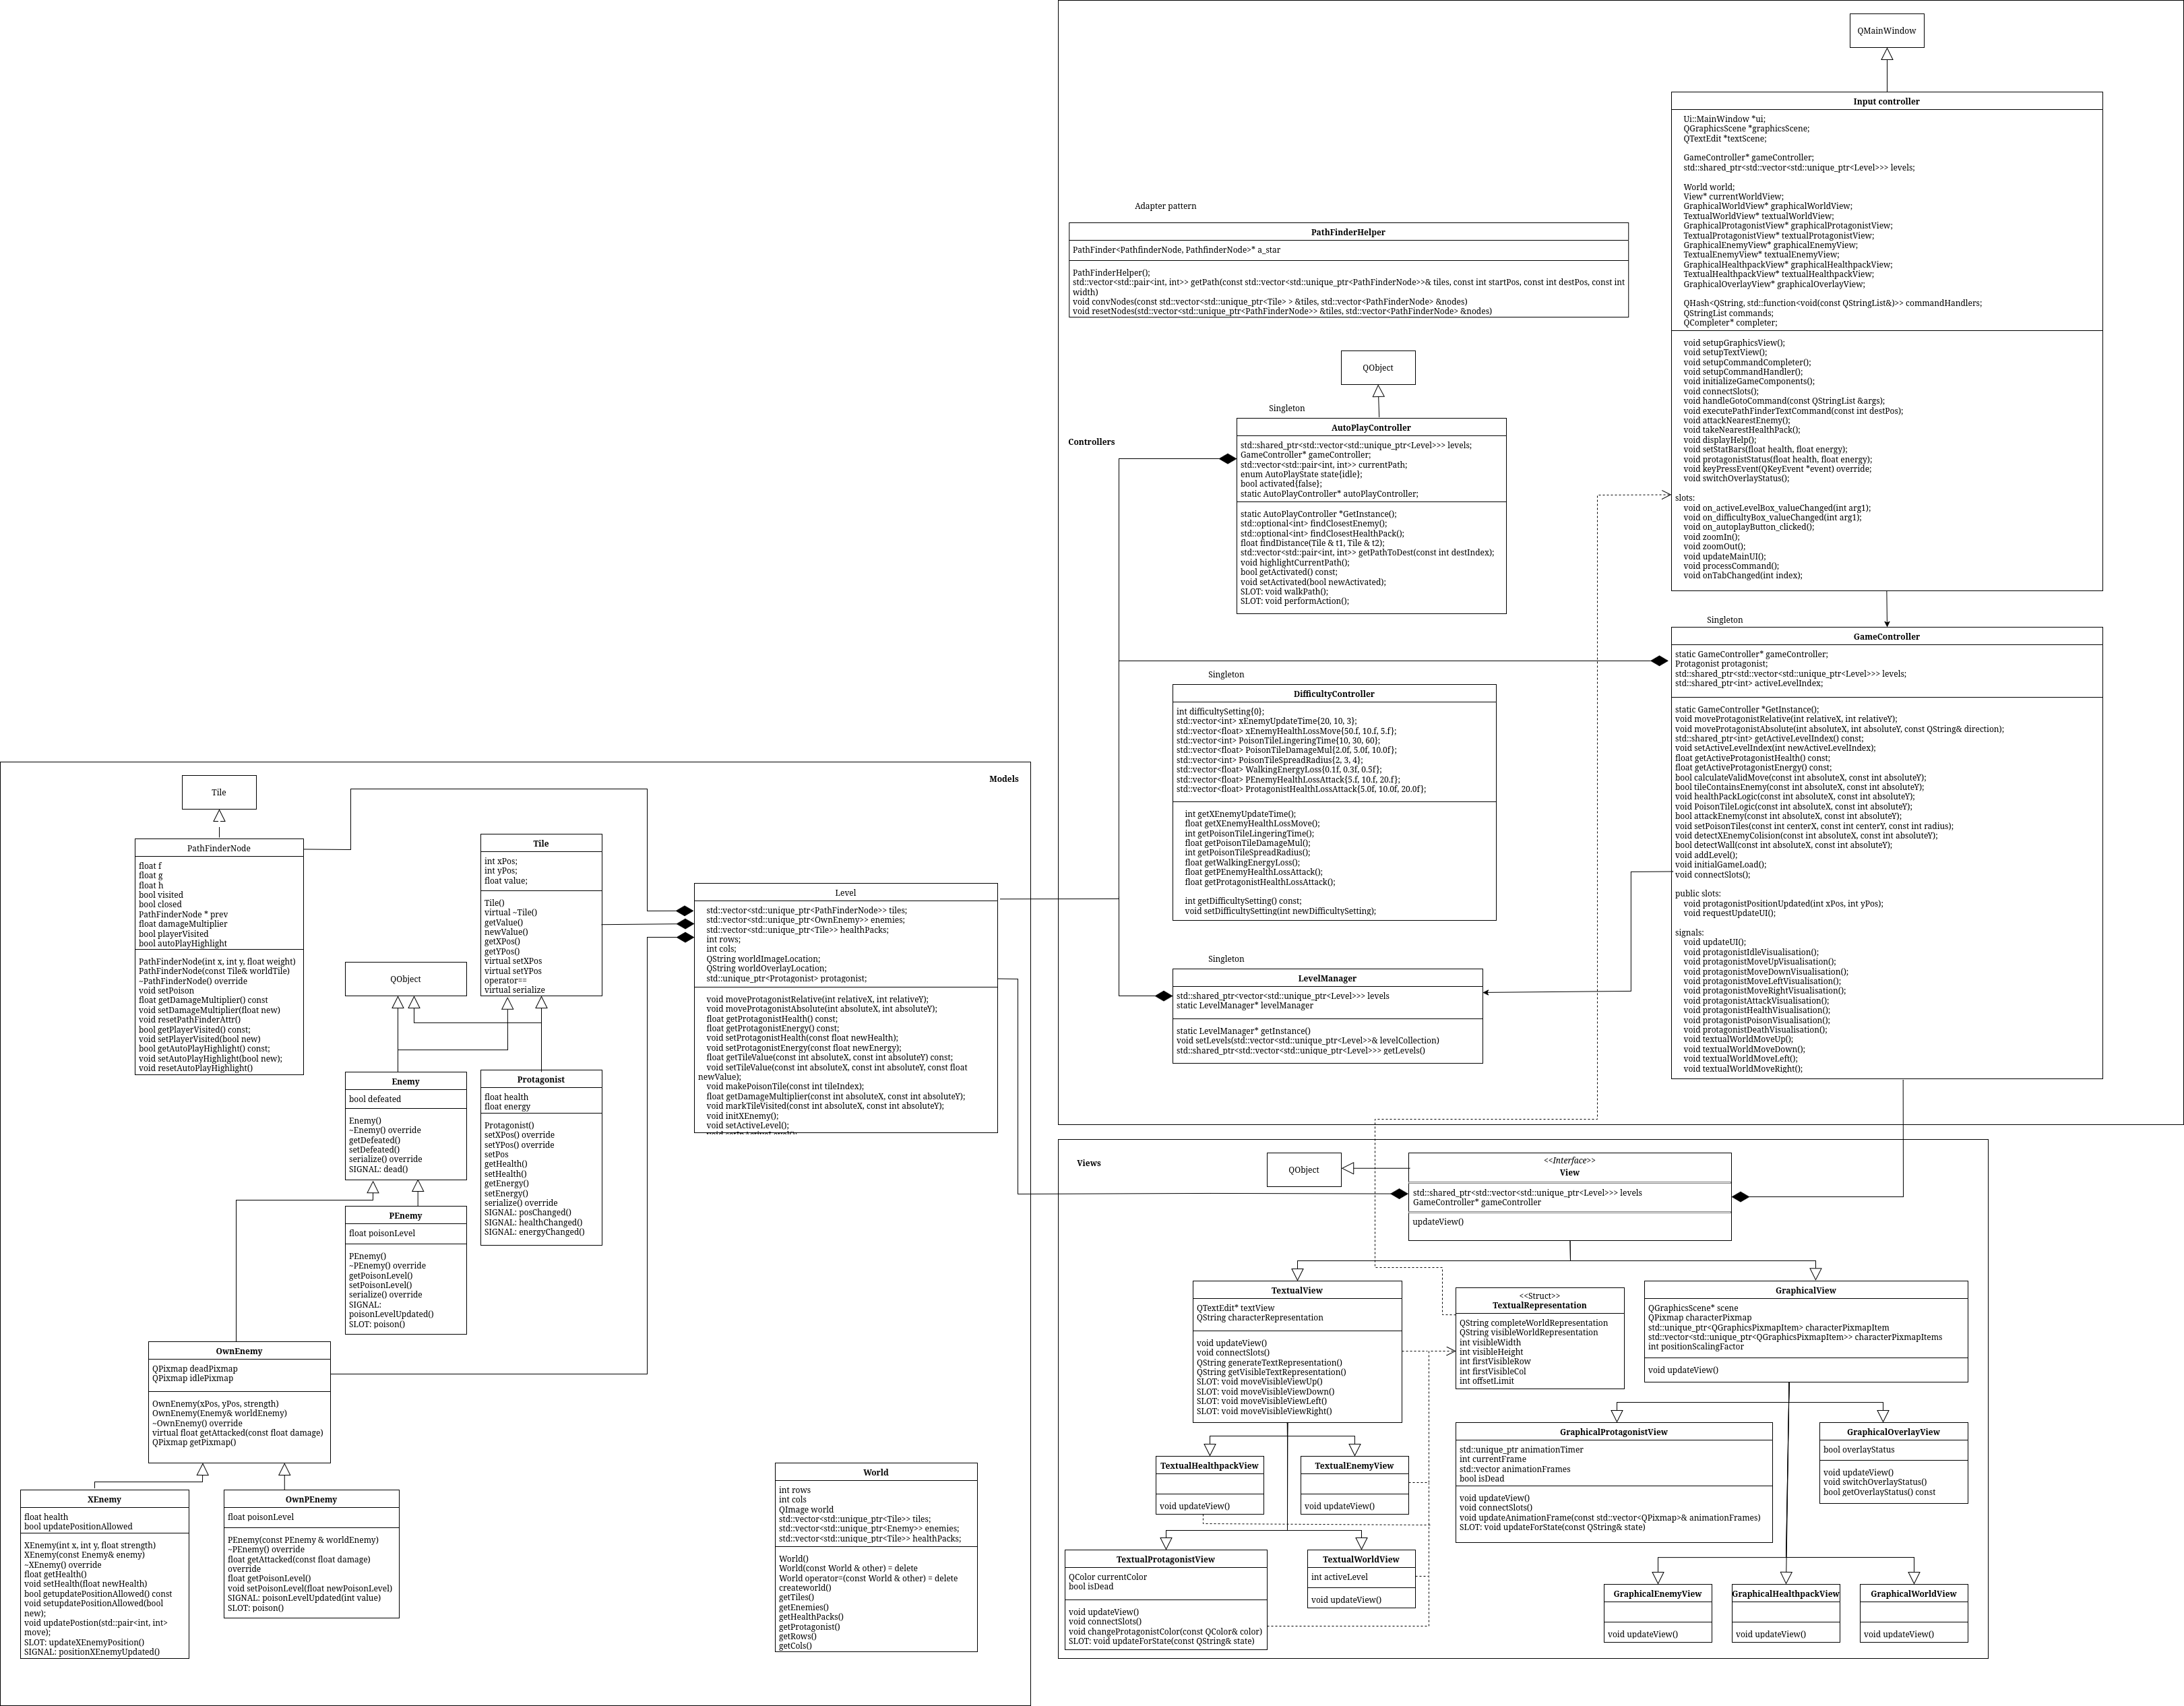 QMainWindow
Input controller
Ui::MainWindow *ui;
QGraphicsScene *graphicsScene;
QTextEdit *textScene;
GameController* gameController;
std::shared_ptr<std::vector<std::unique_ptr<Level>>> levels;
World world;
View* currentWorldView;
GraphicalWorldView* graphicalWorldView;
TextualWorldView* textualWorldView;
GraphicalProtagonistView* graphicalProtagonistView;
TextualProtagonistView* textualProtagonistView;
GraphicalEnemyView* graphicalEnemyView;
TextualEnemyView* textualEnemyView;
GraphicalHealthpackView* graphicalHealthpackView;
TextualHealthpackView* textualHealthpackView;
GraphicalOverlayView* graphicalOverlayView;
QHash<QString, std::function<void(const QStringList&)>> commandHandlers;
QStringList commands;
QCompleter* completer;
void setupGraphicsView();
void setupTextView();
void setupCommandCompleter();
void setupCommandHandler();
void initializeGameComponents();
void connectSlots();
void handleGotoCommand(const QStringList &args);
void executePathFinderTextCommand(const int destPos);
void attackNearestEnemy();
void takeNearestHealthPack();
void displayHelp();
void setStatBars(float health, float energy);
void protagonistStatus(float health, float energy);
void keyPressEvent(QKeyEvent *event) override;
void switchOverlayStatus();
slots:
void on_activeLevelBox_valueChanged(int arg1);
void on_difficultyBox_valueChanged(int arg1);
void on_autoplayButton_clicked();
void zoomIn();
void zoomOut();
void updateMainUI();
void processCommand();
void onTabChanged(int index);
Adapter pattern
PathFinderHelper
PathFinder<PathfinderNode, PathfinderNode>* a_star
PathFinderHelper();
std::vector<std::pair<int, int>> getPath(const std::vector<std::unique_ptr<PathFinderNode>>& tiles, const int startPos, const int destPos, const int
width)
void convNodes(const std::vector<std::unique_ptr<Tile> > &tiles, std::vector<PathFinderNode> &nodes)
void resetNodes(std::vector<std::unique_ptr<PathFinderNode>> &tiles, std::vector<PathFinderNode> &nodes)
QObject
Singleton
Controllers
AutoPlayController
std::shared_ptr<std::vector<std::unique_ptr<Level>>> levels;
GameController* gameController;
std::vector<std::pair<int, int>> currentPath;
enum AutoPlayState state{idle};
bool activated{false};
static AutoPlayController* autoPlayController;
static AutoPlayController *GetInstance();
std::optional<int> findClosestEnemy();
std::optional<int> findClosestHealthPack();
float findDistance(Tile & t1, Tile & t2);
std::vector<std::pair<int, int>> getPathToDest(const int destIndex);
void highlightCurrentPath();
bool getActivated() const;
void setActivated(bool newActivated);
SLOT: void walkPath();
SLOT: void performAction();
Singleton
GameController
static GameController* gameController;
Protagonist protagonist;
std::shared_ptr<std::vector<std::unique_ptr<Level>>> levels;
std::shared_ptr<int> activeLevelIndex;
static GameController *GetInstance();
void moveProtagonistRelative(int relativeX, int relativeY);
void moveProtagonistAbsolute(int absoluteX, int absoluteY, const QString& direction);
std::shared_ptr<int> getActiveLevelIndex() const;
void setActiveLevelIndex(int newActiveLevelIndex);
float getActiveProtagonistHealth() const;
float getActiveProtagonistEnergy() const;
bool calculateValidMove(const int absoluteX, const int absoluteY);
bool tileContainsEnemy(const int absoluteX, const int absoluteY);
void healthPackLogic(const int absoluteX, const int absoluteY);
void PoisonTileLogic(const int absoluteX, const int absoluteY);
bool attackEnemy(const int absoluteX, const int absoluteY);
void setPoisonTiles(const int centerX, const int centerY, const int radius);
void detectXEnemyColision(const int absoluteX, const int absoluteY);
bool detectWall(const int absoluteX, const int absoluteY);
void addLevel();
void initialGameLoad();
void connectSlots();
public slots:
void protagonistPositionUpdated(int xPos, int yPos);
void requestUpdateUI();
signals:
void updateUI();
void protagonistIdleVisualisation();
void protagonistMoveUpVisualisation();
void protagonistMoveDownVisualisation();
void protagonistMoveLeftVisualisation();
void protagonistMoveRightVisualisation();
void protagonistAttackVisualisation();
void protagonistHealthVisualisation();
void protagonistPoisonVisualisation();
void protagonistDeathVisualisation();
void textualWorldMoveUp();
void textualWorldMoveDown();
void textualWorldMoveLeft();
void textualWorldMoveRight();
Singleton
DifficultyController
int difficultySetting{0};
std::vector<int> xEnemyUpdateTime{20, 10, 3};
std::vector<float> xEnemyHealthLossMove{50.f, 10.f, 5.f};
std::vector<int> PoisonTileLingeringTime{10, 30, 60};
std::vector<float> PoisonTileDamageMul{2.0f, 5.0f, 10.0f};
std::vector<int> PoisonTileSpreadRadius{2, 3, 4};
std::vector<float> WalkingEnergyLoss{0.1f, 0.3f, 0.5f};
std::vector<float> PEnemyHealthLossAttack{5.f, 10.f, 20.f};
std::vector<float> ProtagonistHealthLossAttack{5.0f, 10.0f, 20.0f};
int getXEnemyUpdateTime();
float getXEnemyHealthLossMove();
int getPoisonTileLingeringTime();
float getPoisonTileDamageMul();
int getPoisonTileSpreadRadius();
float getWalkingEnergyLoss();
float getPEnemyHealthLossAttack();
float getProtagonistHealthLossAttack();
int getDifficultySetting() const;
void setDifficultySetting(int newDifficultySetting);
Singleton
LevelManager
std::shared_ptr<vector<std::unique_ptr<Level>>> levels
static LevelManager* levelManager
static LevelManager* getInstance()
void setLevels(std::vector<std::unique_ptr<Level>>& levelCollection)
std::shared_ptr<std::vector<std::unique_ptr<Level>>> getLevels()
Models
Tile
PathFinderNode
float f
float g
float h
bool visited
bool closed
PathFinderNode * prev
float damageMultiplier
bool playerVisited
bool autoPlayHighlight
PathFinderNode(int x, int y, float weight)
PathFinderNode(const Tile& worldTile)
~PathFinderNode() override
void setPoison
float getDamageMultiplier() const
void setDamageMultiplier(float new)
void resetPathFinderAttr()
bool getPlayerVisited() const;
void setPlayerVisited(bool new)
bool getAutoPlayHighlight() const;
void setAutoPlayHighlight(bool new);
void resetAutoPlayHighlight()
Tile
int xPos;
int yPos;
float value;
Tile()
virtual ~Tile()
getValue()
newValue()
getXPos()
getYPos()
virtual setXPos
virtual setYPos
operator==
virtual serialize
QObject
Level
std::vector<std::unique_ptr<PathFinderNode>> tiles;
std::vector<std::unique_ptr<OwnEnemy>> enemies;
std::vector<std::unique_ptr<Tile>> healthPacks;
int rows;
int cols;
QString worldImageLocation;
QString worldOverlayLocation;
std::unique_ptr<Protagonist> protagonist;
void moveProtagonistRelative(int relativeX, int relativeY);
void moveProtagonistAbsolute(int absoluteX, int absoluteY);
float getProtagonistHealth() const;
float getProtagonistEnergy() const;
void setProtagonistHealth(const float newHealth);
void setProtagonistEnergy(const float newEnergy);
float getTileValue(const int absoluteX, const int absoluteY) const;
void setTileValue(const int absoluteX, const int absoluteY, const float
newValue);
void makePoisonTile(const int tileIndex);
float getDamageMultiplier(const int absoluteX, const int absoluteY);
void markTileVisited(const int absoluteX, const int absoluteY);
void initXEnemy();
void setActiveLevel();
Enemy
bool defeated
Enemy()
~Enemy() override
getDefeated()
setDefeated()
serialize() override
SIGNAL: dead()
Protagonist
float health
float energy
Protagonist()
setXPos() override
setYPos() override
setPos
getHealth()
setHealth()
getEnergy()
setEnergy()
serialize() override
SIGNAL: posChanged()
SIGNAL: healthChanged()
SIGNAL: energyChanged()
PEnemy
float poisonLevel
PEnemy()
~PEnemy() override
getPoisonLevel()
setPoisonLevel()
serialize() override
SIGNAL:
poisonLevelUpdated()
SLOT: poison()
OwnEnemy
QPixmap deadPixmap
QPixmap idlePixmap
OwnEnemy(xPos, yPos, strength)
OwnEnemy(Enemy& worldEnemy)
~OwnEnemy() override
virtual float getAttacked(const float damage)
QPixmap getPixmap()
XEnemy
float health
bool updatePositionAllowed
XEnemy(int x, int y, float strength)
XEnemy(const Enemy& enemy)
~XEnemy() override
float getHealth()
void setHealth(float newHealth)
bool getupdatePositionAllowed() const
void setupdatePositionAllowed(bool
new);
void updatePostion(std::pair<int, int>
move);
SLOT: updateXEnemyPosition()
SIGNAL: positionXEnemyUpdated()
OwnPEnemy
float poisonLevel
PEnemy(const PEnemy & worldEnemy)
~PEnemy() override
float getAttacked(const float damage)
override
float getPoisonLevel()
void setPoisonLevel(float newPoisonLevel)
SIGNAL: poisonLevelUpdated(int value)
SLOT: poison()
World
int rows
int cols
QImage world
std::vector<std::unique_ptr<Tile>> tiles;
std::vector<std::unique_ptr<Enemy>> enemies;
std::vector<std::unique_ptr<Tile>> healthPacks;
World()
World(const World & other) = delete
World operator=(const World & other) = delete
createworld()
getTiles()
getEnemies()
getHealthPacks()
getProtagonist()
getRows()
getCols()
Views
QObject
<<Interface>>
View
std::shared_ptr<std::vector<std::unique_ptr<Level>>> levels
GameController* gameController
updateView()
TextualView
QTextEdit* textView
QString characterRepresentation
void updateView()
void connectSlots()
QString generateTextRepresentation()
QString getVisibleTextRepresentation()
SLOT: void moveVisibleViewUp()
SLOT: void moveVisibleViewDown()
SLOT: void moveVisibleViewLeft()
SLOT: void moveVisibleViewRight()
<<Struct>>
TextualRepresentation
QString completeWorldRepresentation
QString visibleWorldRepresentation
int visibleWidth
int visibleHeight
int firstVisibleRow
int firstVisibleCol
int offsetLimit
GraphicalView
QGraphicsScene* scene
QPixmap characterPixmap
std::unique_ptr<QGraphicsPixmapItem> characterPixmapItem
std::vector<std::unique_ptr<QGraphicsPixmapItem>> characterPixmapItems
int positionScalingFactor
void updateView()
TextualHealthpackView
void updateView()
TextualEnemyView
void updateView()
GraphicalProtagonistView
std::unique_ptr animationTimer
int currentFrame
std::vector animationFrames
bool isDead
void updateView()
void connectSlots()
void updateAnimationFrame(const std::vector<QPixmap>& animationFrames)
SLOT: void updateForState(const QString& state)
GraphicalOverlayView
bool overlayStatus
void updateView()
void switchOverlayStatus()
bool getOverlayStatus() const
TextualProtagonistView
QColor currentColor
bool isDead
void updateView()
void connectSlots()
void changeProtagonistColor(const QColor& color)
SLOT: void updateForState(const QString& state)
TextualWorldView
int activeLevel
void updateView()
GraphicalEnemyView
void updateView()
GraphicalHealthpackView
void updateView()
GraphicalWorldView
void updateView()